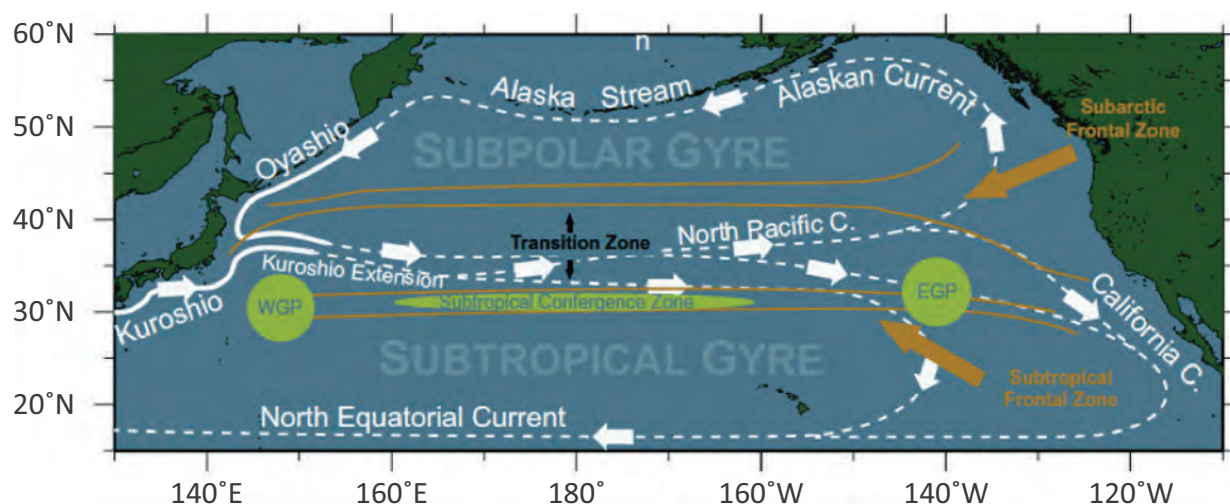 60˚N
50˚N
40˚N
30˚N
20˚N
n
Alaska Stream
Alaskan Current
Subarctic
Frontal Zone
Oyashio
SUBPOLAR GYRE
Transition Zone
North Pacific C.
Kuroshio Extension
Kuroshio
WGP
Subtropical Confergence Zone
EGP
California C.
SUBTROPICAL GYRE
Subtropical
Frontal Zone
North Equatorial Current
140˚E
160˚E
180˚
160˚W
140˚W
120˚W